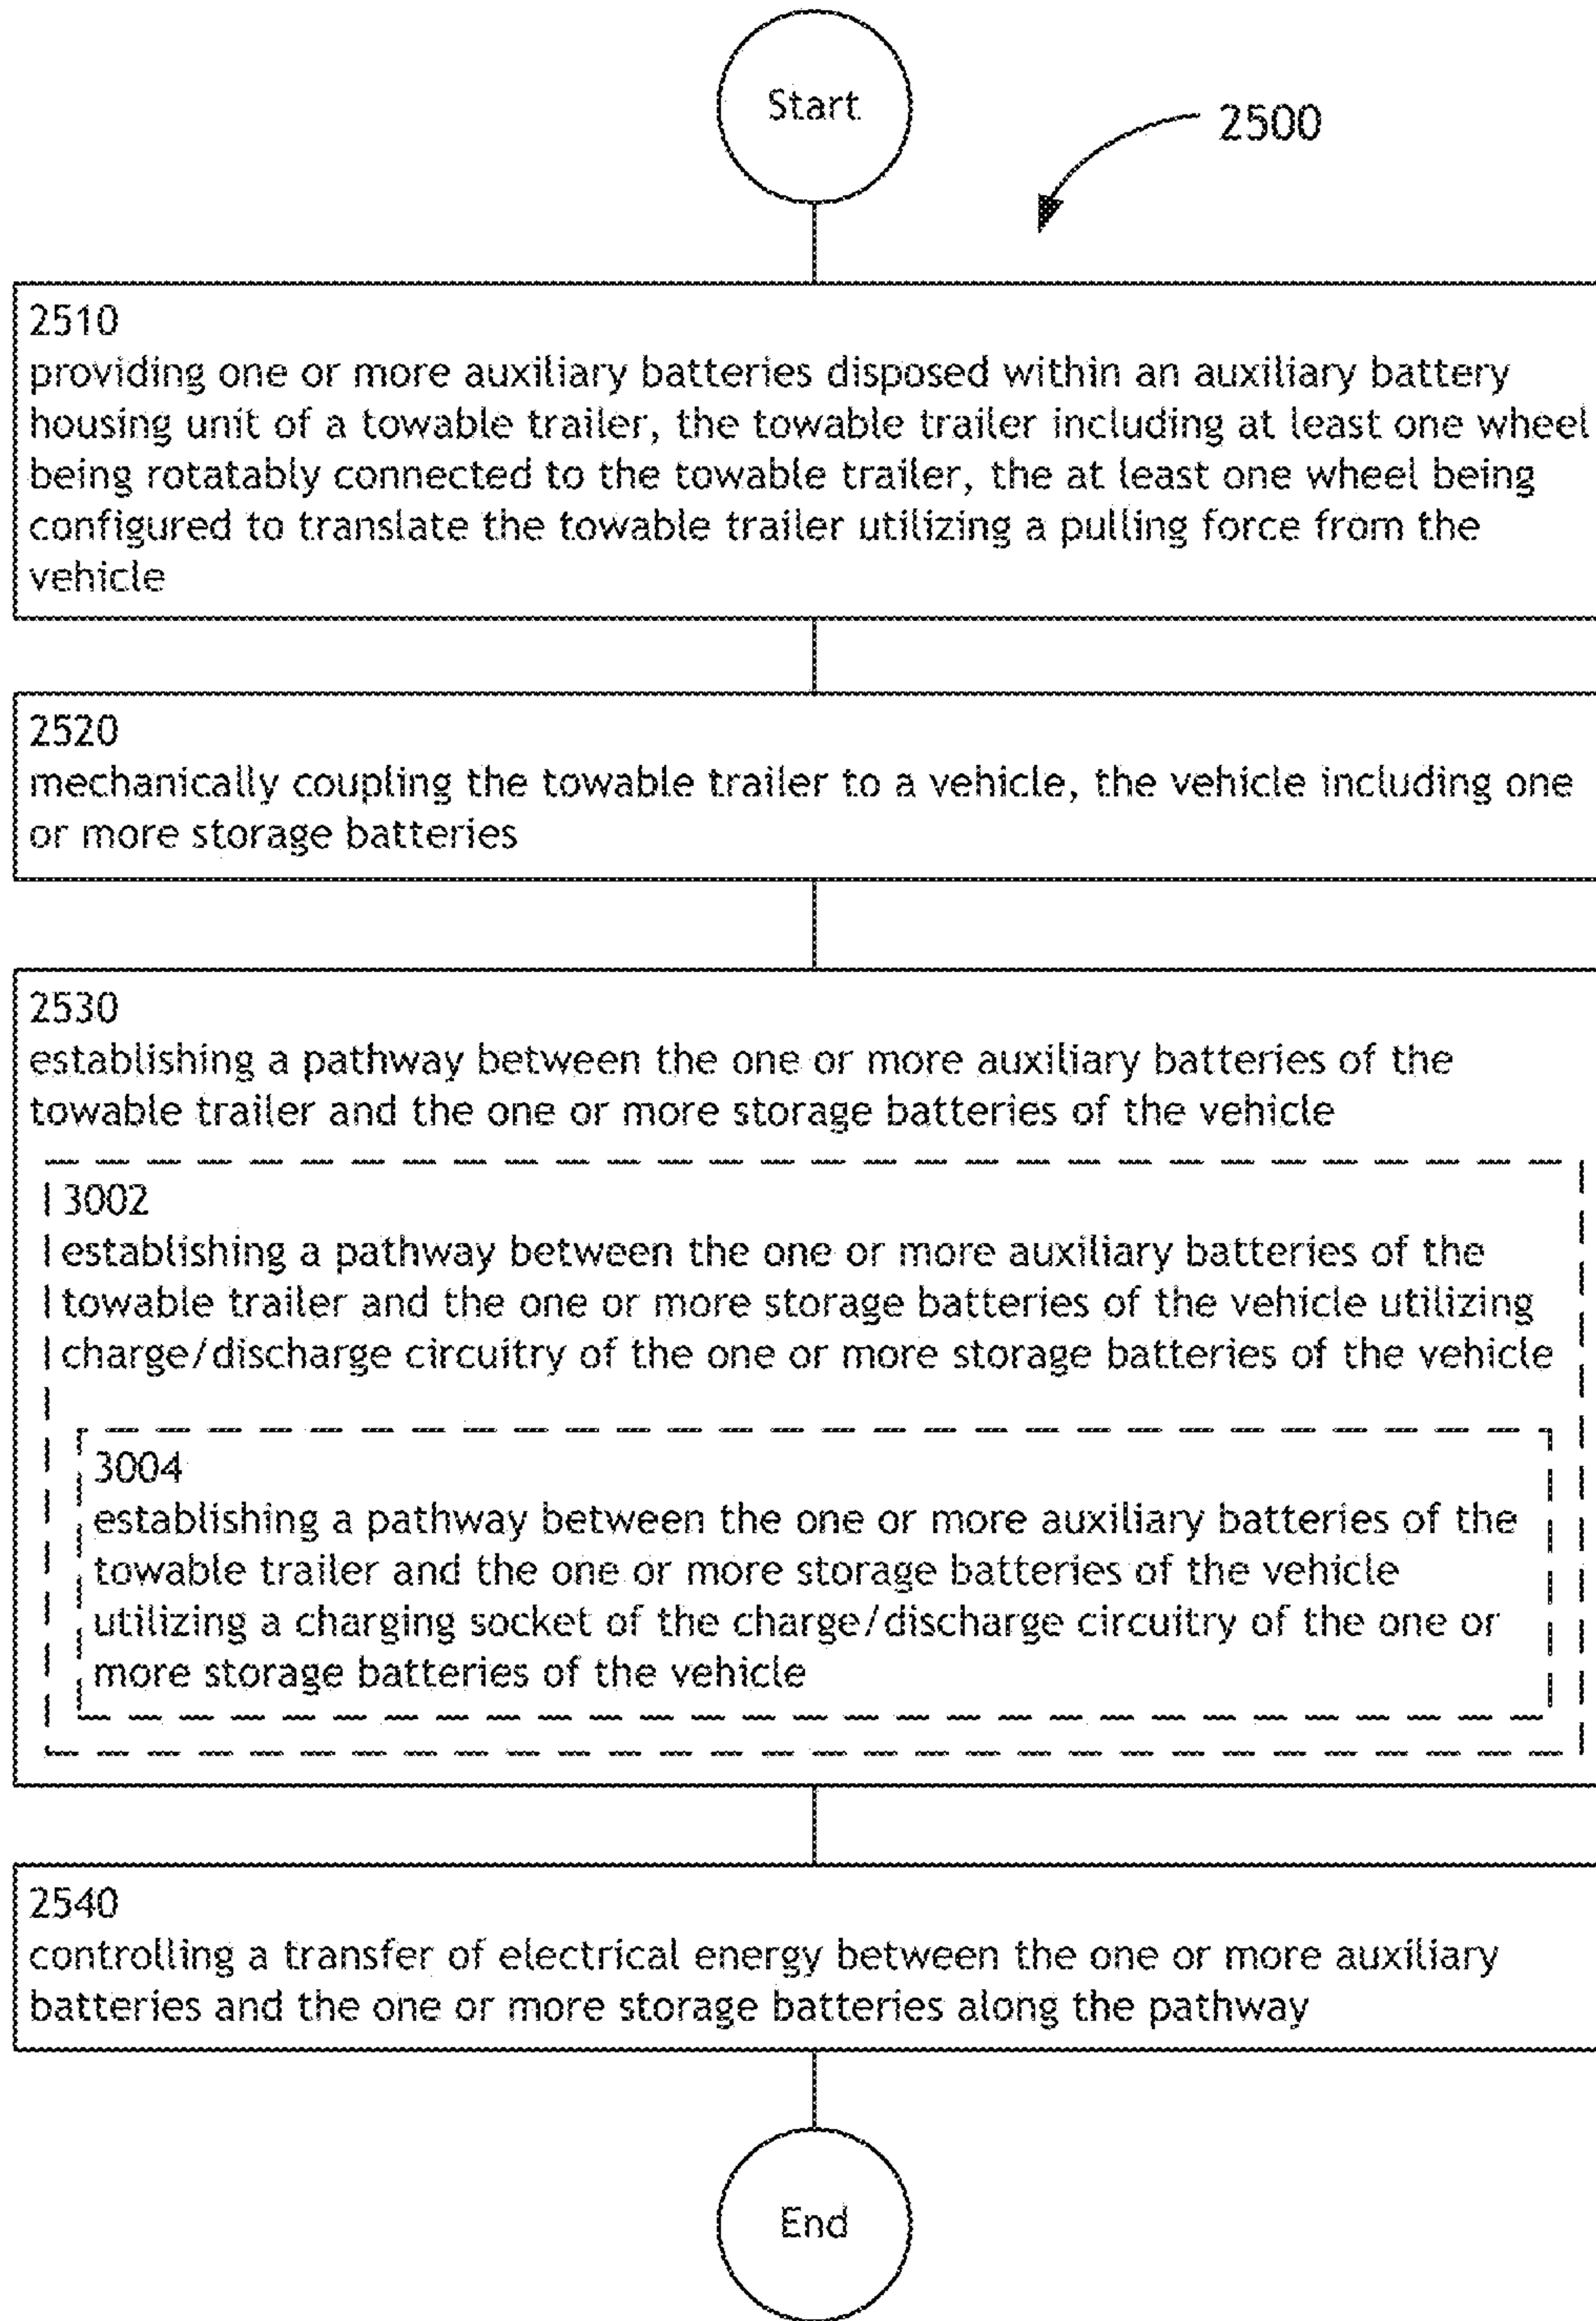 Start
2500
2510
providing one or more auxiliary batteries disposed within an auxiliary battery
housing unit of a towable trailer, the towable trailer including at least one wheel
being rotatably connected to the towable trailer, the at least one wheel being
configured to translate the towable trailer utilizing a pulling force from the
vehicle
2520
mechanically coupling the towable trailer to a vehicle, the vehicle including one
or more storage batteries
2530
establishing a pathway between the one or more auxiliary batteries of the
towable trailer and the one or more storage batteries of the vehicle
3002
establishing a pathway between the one or more auxiliary batteries of the
towable trailer and the one or more storage batteries of the vehicle utilizing
charge/discharge circuitry of the one or more storage batteries of the vehicle
3004
establishing a pathway between the one or more auxiliary batteries of the
towable trailer and the one or more storage batteries of the vehicle
utilizing a charging socket of the charge/discharge circuitry of the one or
more storage batteries of the vehicle
2540
controlling a transfer of electrical energy between the one or more auxiliary
batteries and the one or more storage batteries along the pathway
End